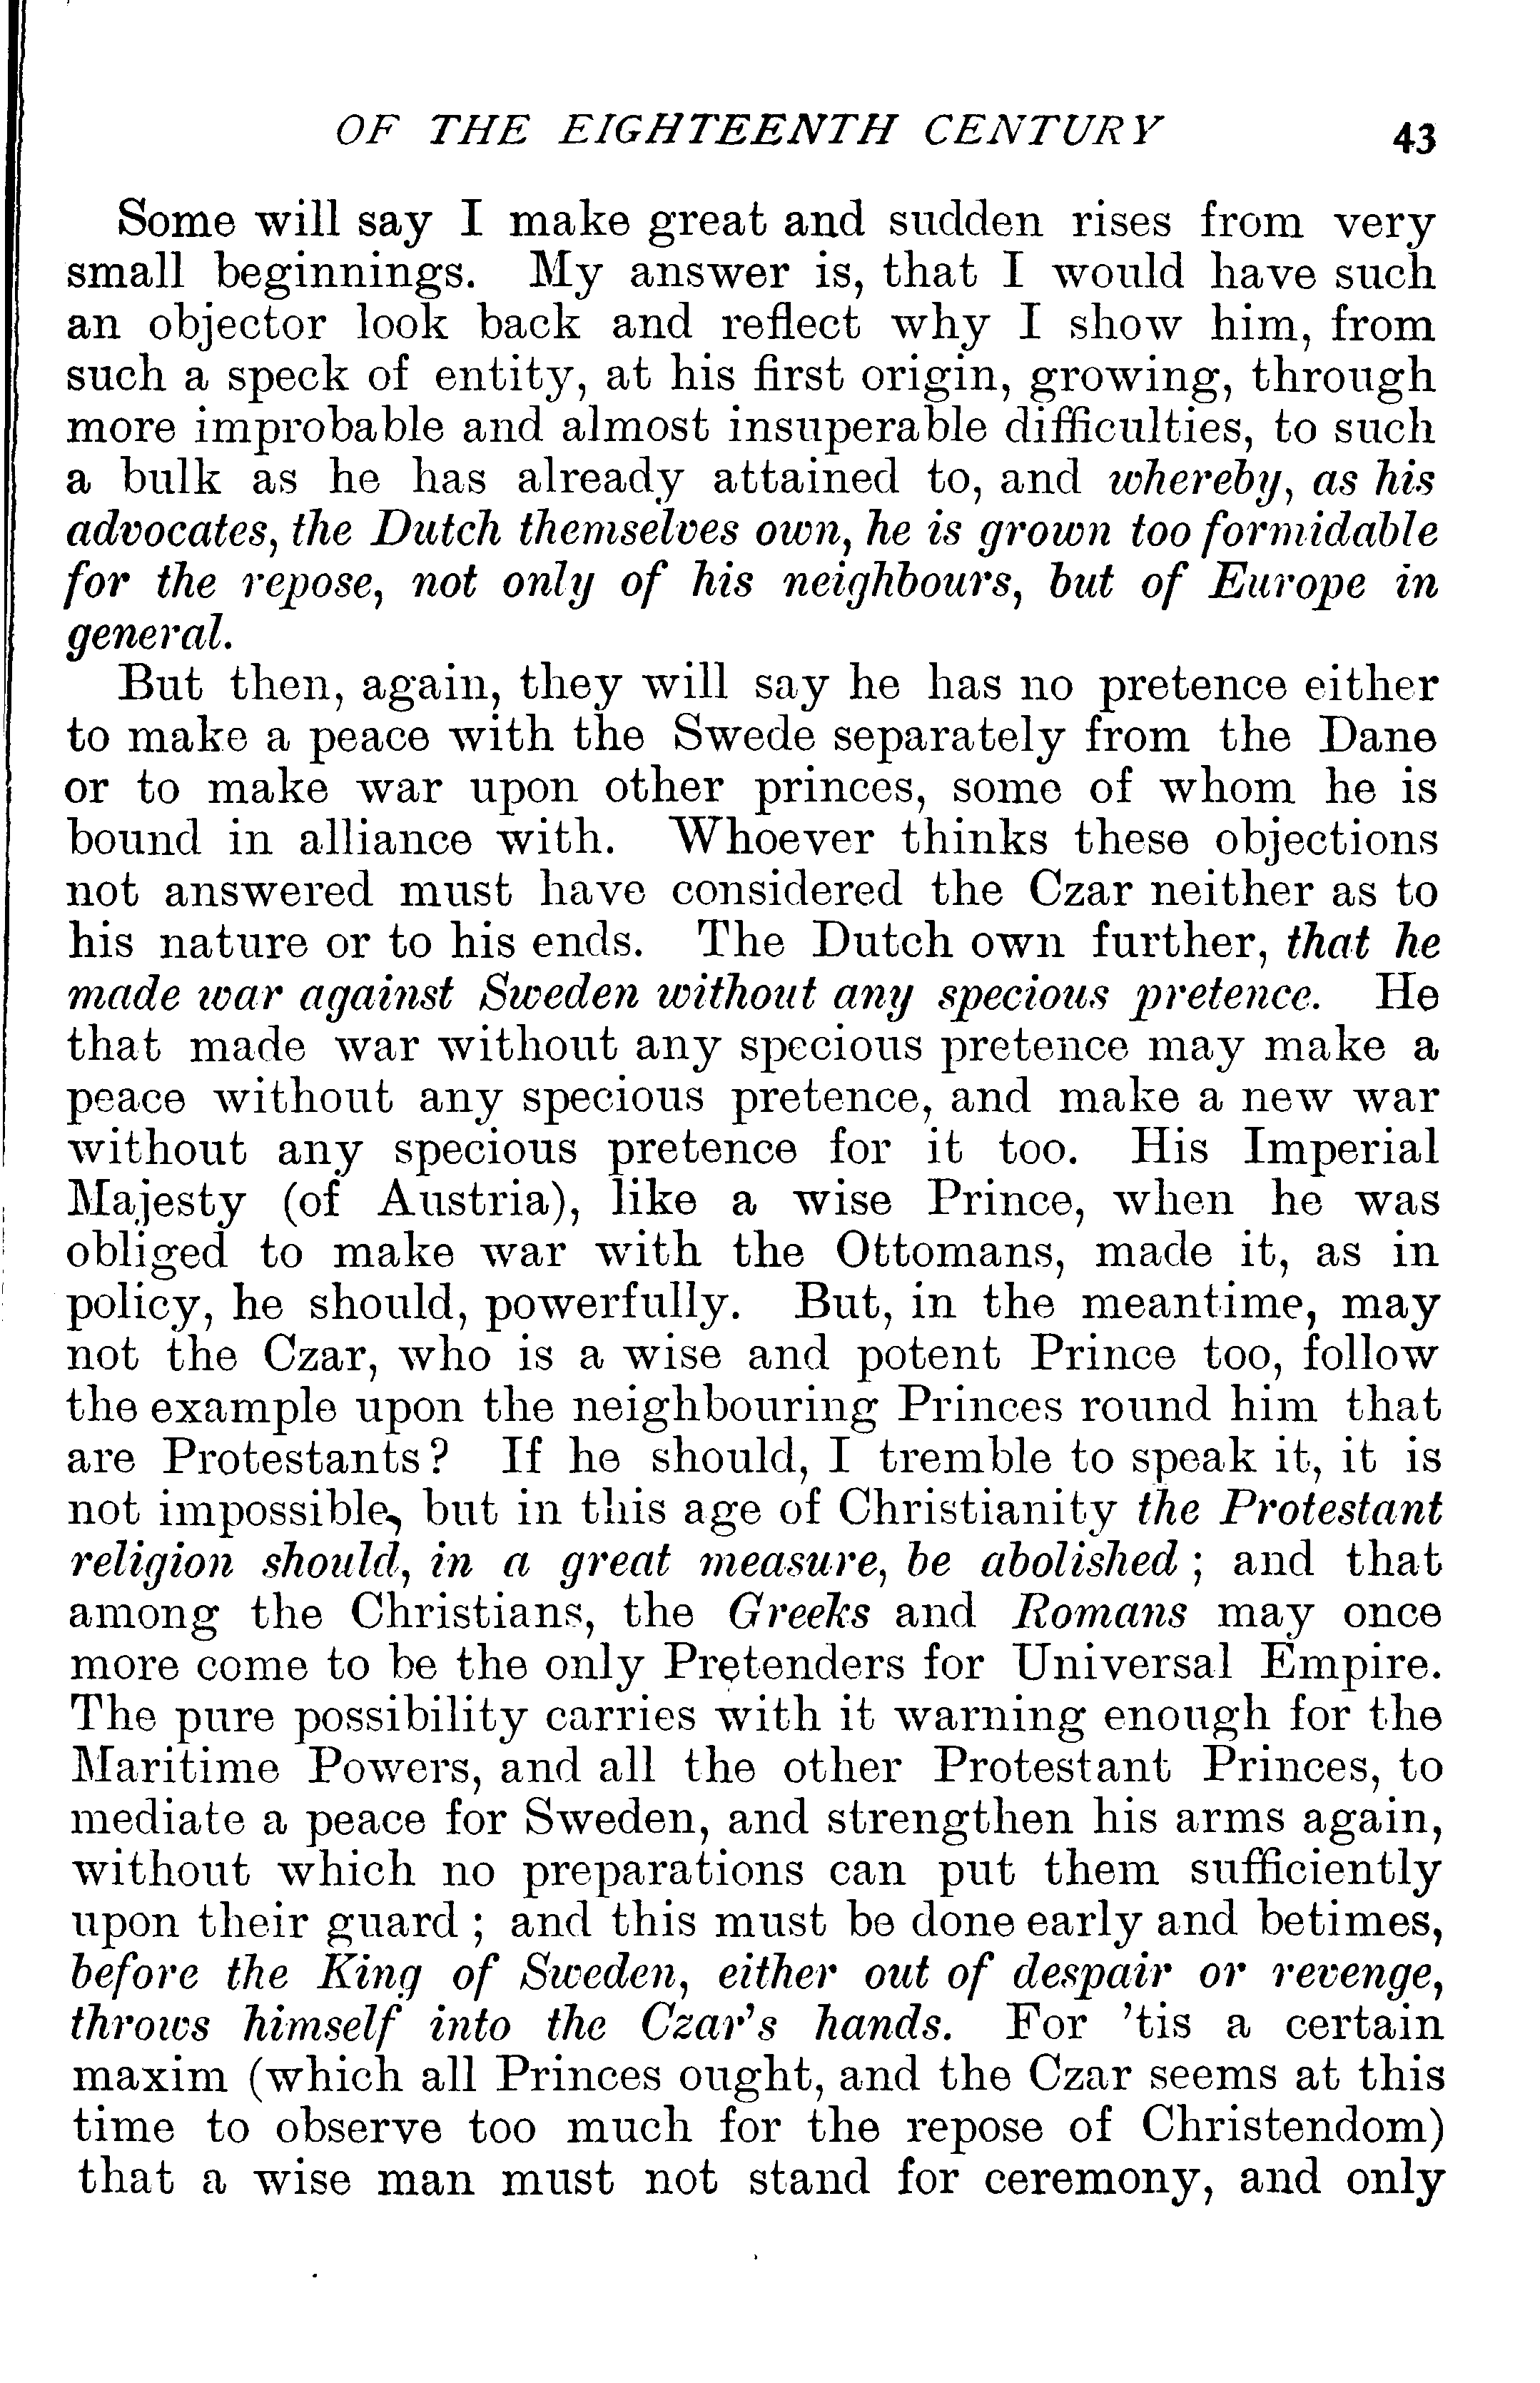 OF THE EIGHTEENTH CENTURY 43
Some will say I make great and sudden rises from very
small beginnings. My answer is, that I would have such
an objector look back and reflect why I show him, from
such a speck of entity, at his first origin, growing, through
more improbable and almost insuperable difficulties, to such
a bulk as he has already attained to, and whereby, as his
advocates, the Dutch themselves own, he is grown too formidable
for the repose, not only of his neighbours, but of Europe in
general.
But then, again, they will say he has no pretence either
to make a peace with the Swede separately from the Dane
or to make war upon other princes, some of whom he is
bound in alliance with. Whoever thinks these objections
not answered must have considered the Czar neither as to
his nature or to his ends. The Dutch own further, that he
made war against Sweden without any specious pretence. He
that made war without any specious pretence may make a
peace without any specious pretence, and make a new war
without any specious pretence for it too. His Imperial
Majesty (of Austria), like a wise Prince, when he was
obliged to make war with the Ottomans, made it, as in
policy, he should, powerfully. But, in the meantime, may
not the Czar, who is a wise and potent Prince too, follow
the example upon the neighbouring Princes round him that
are Protestants? If he should, I tremble to speak it, it is
not impossible, but in this age of Christianity the Protestant
religion should, in a great measure, be abolished; and that
among the Christians, the Greeks and Romans may once
more come to be the only Pretenders for Universal Empire.
The pure possibility carries with it warning enough for the
Maritime Powers, and all the other Protestant Princes, to
mediate a peace for Sweden, and strengthen his arms again,
without which no preparations can put them sufficiently
upon their guard; and this must be done early and betimes,
before the King of Sweden, either out of despair or revenge,
throws himself into the Czar's hands. For 'tis a certain
maxim (which all Princes ought, and the Czar seems at this
time to observe too much for the repose of Christendom)
that a wise man must not stand for ceremony, and only